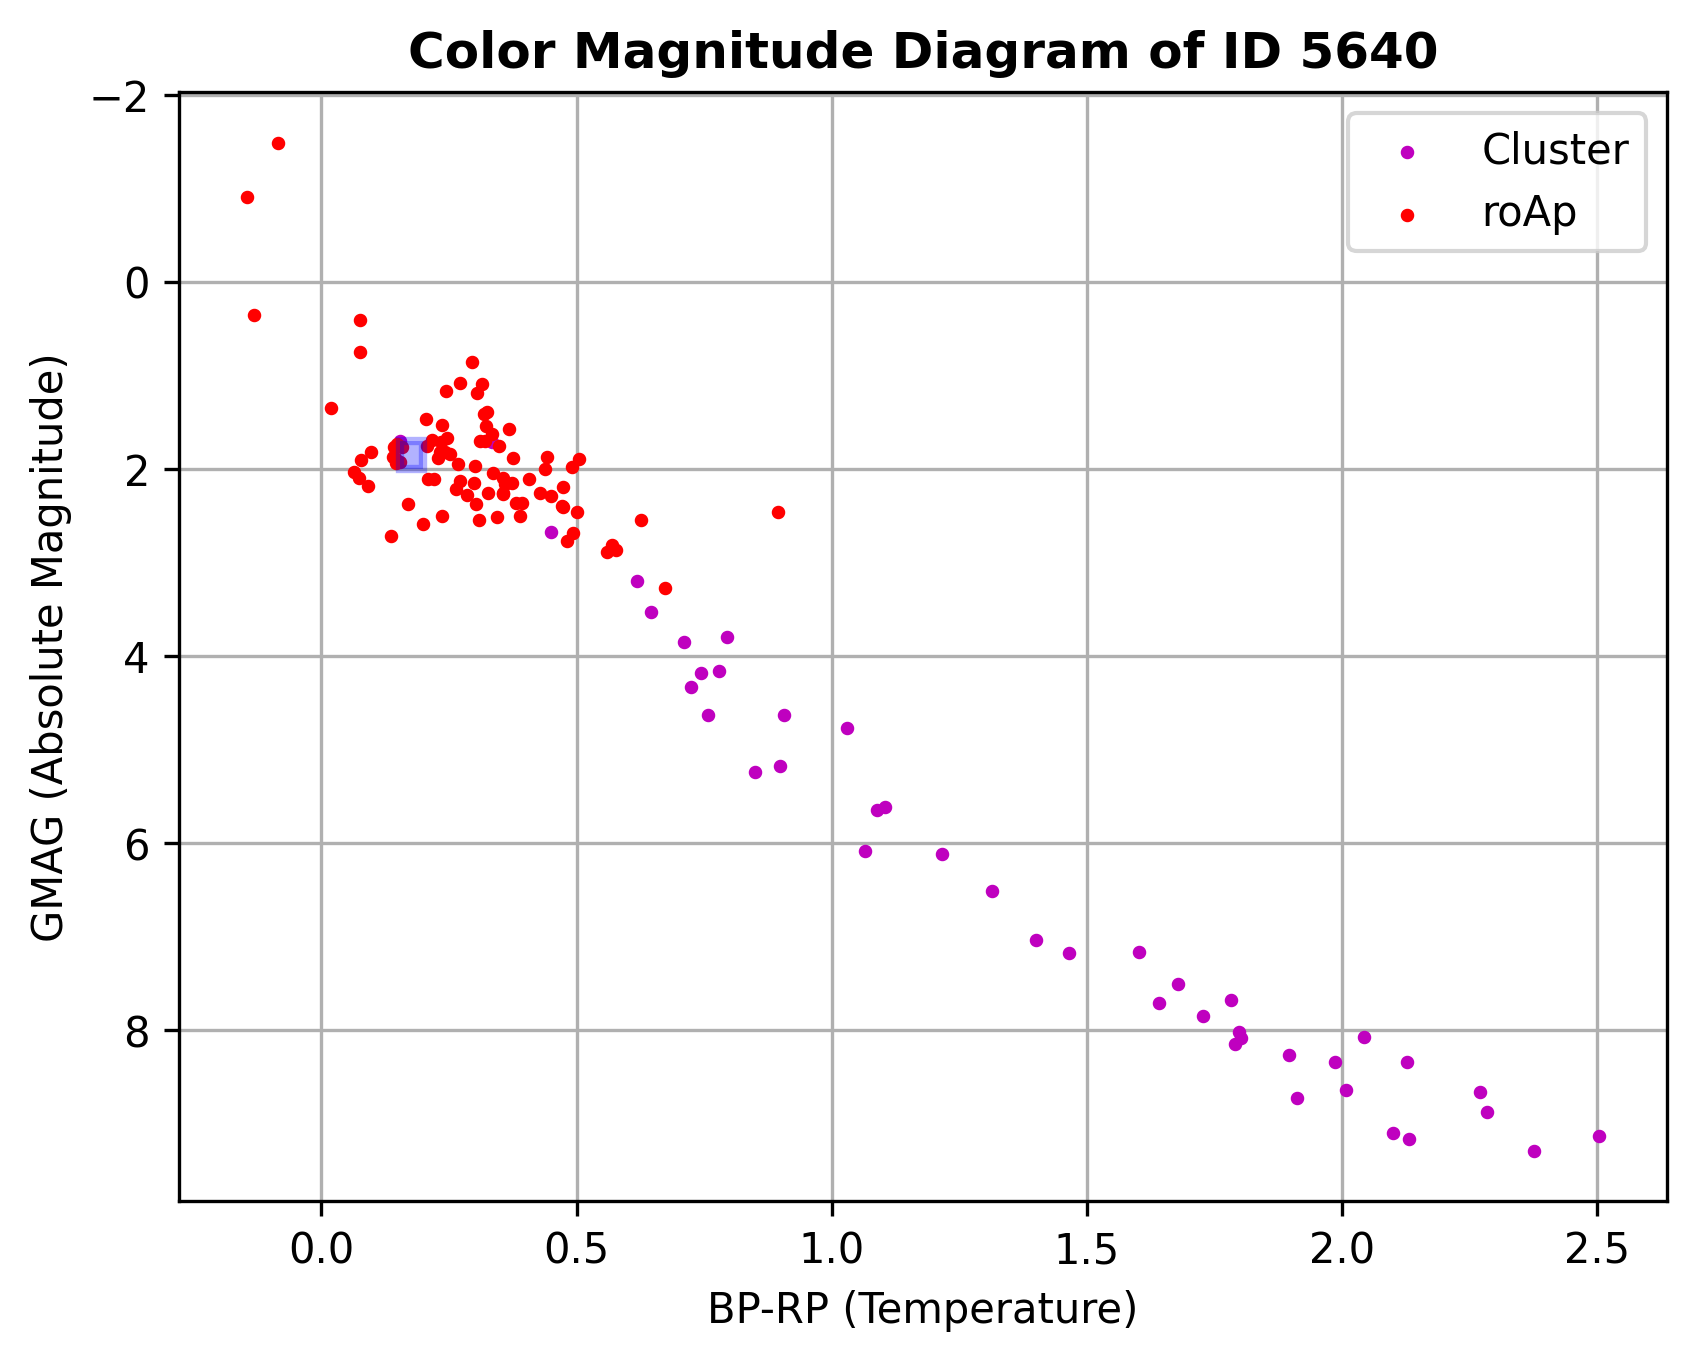 Color Magnitude Diagram of ID 5640
Cluster
roAp
GMAG (Absolute Magnitude)
−2
0
2
4
6
8
0.0 0.5 1.0 1.5 2.0 2.5
BP-RP (Temperature)